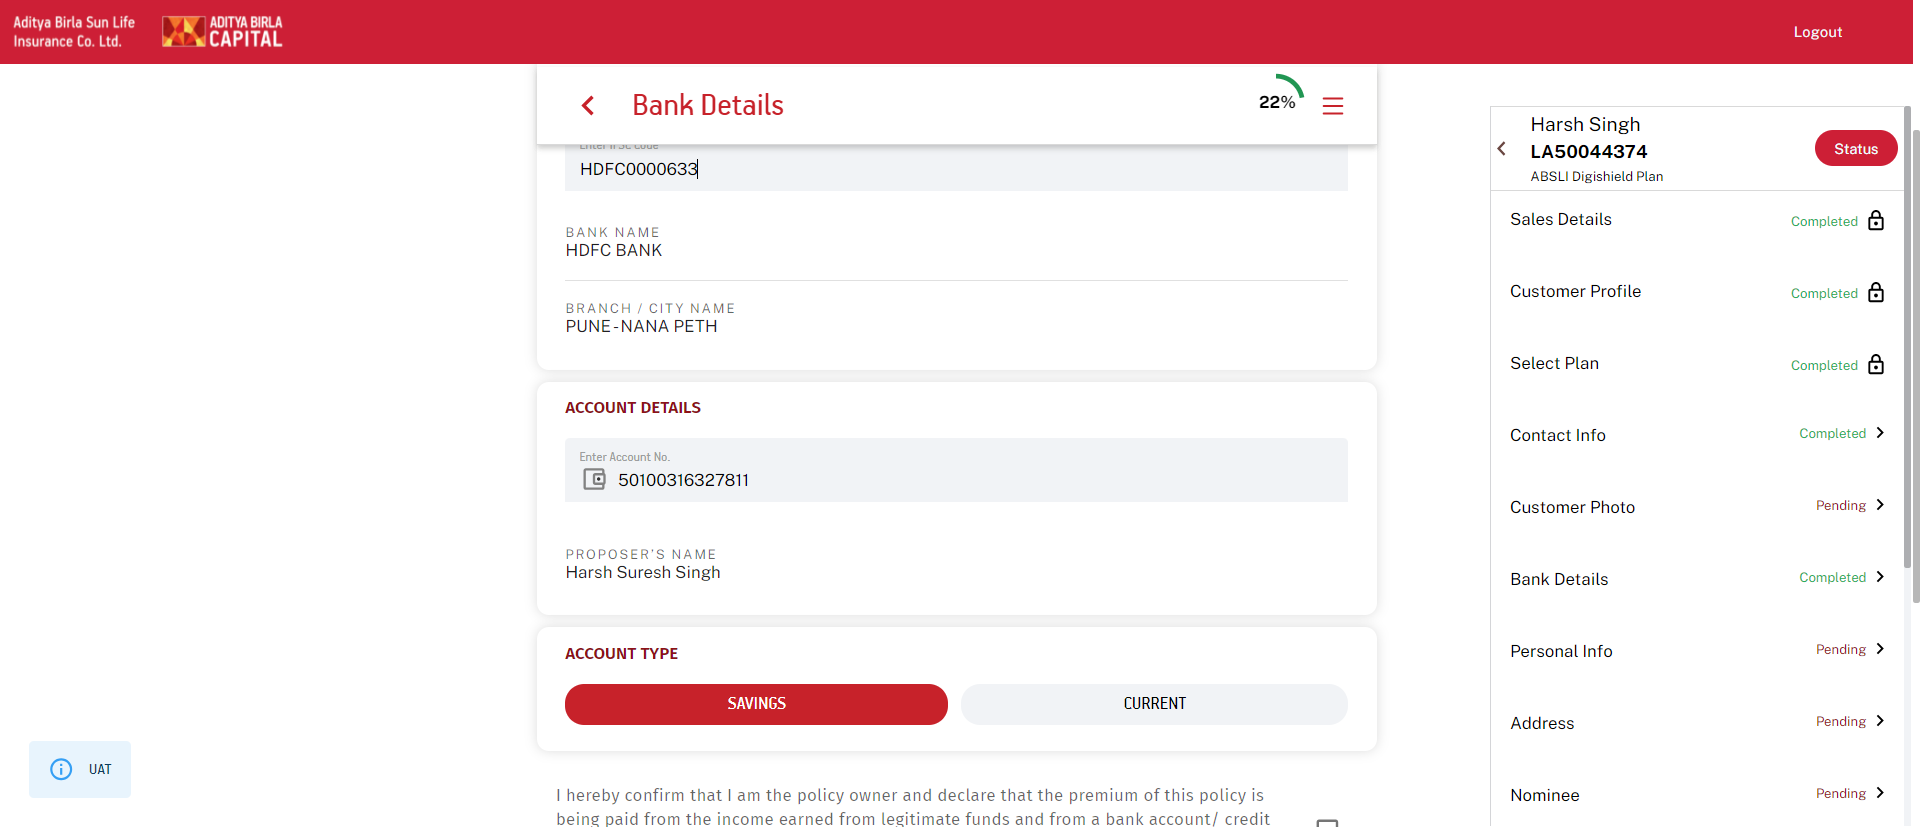 Aditya Birla Sun Life
Insurance Co. Ltd.
ADITYA BIRLA
CAPITAL
Logout
Bank Details
22%
Enter IFSC Code
HDFC0000633
BANK NAME
HDFC BANK
BRANCH / CITY NAME
PUNE - NANA PETH
ACCOUNT DETAILS
Enter Account No.
50100316327811
PROPOSER'S NAME
Harsh Suresh Singh
ACCOUNT TYPE
SAVINGS
CURRENT
I hereby confirm that I am the policy owner and declare that the premium of this policy is
being paid from the income earned from legitimate funds and from a bank account/ credit
UAT
Harsh Singh
LA50044374
ABSLI Digishield Plan
Status
Sales Details Completed
Customer Profile Completed
Select Plan Completed
Contact Info Completed
Customer Photo Pending
Bank Details Completed
Personal Info Pending
Address Pending
Nominee Pending